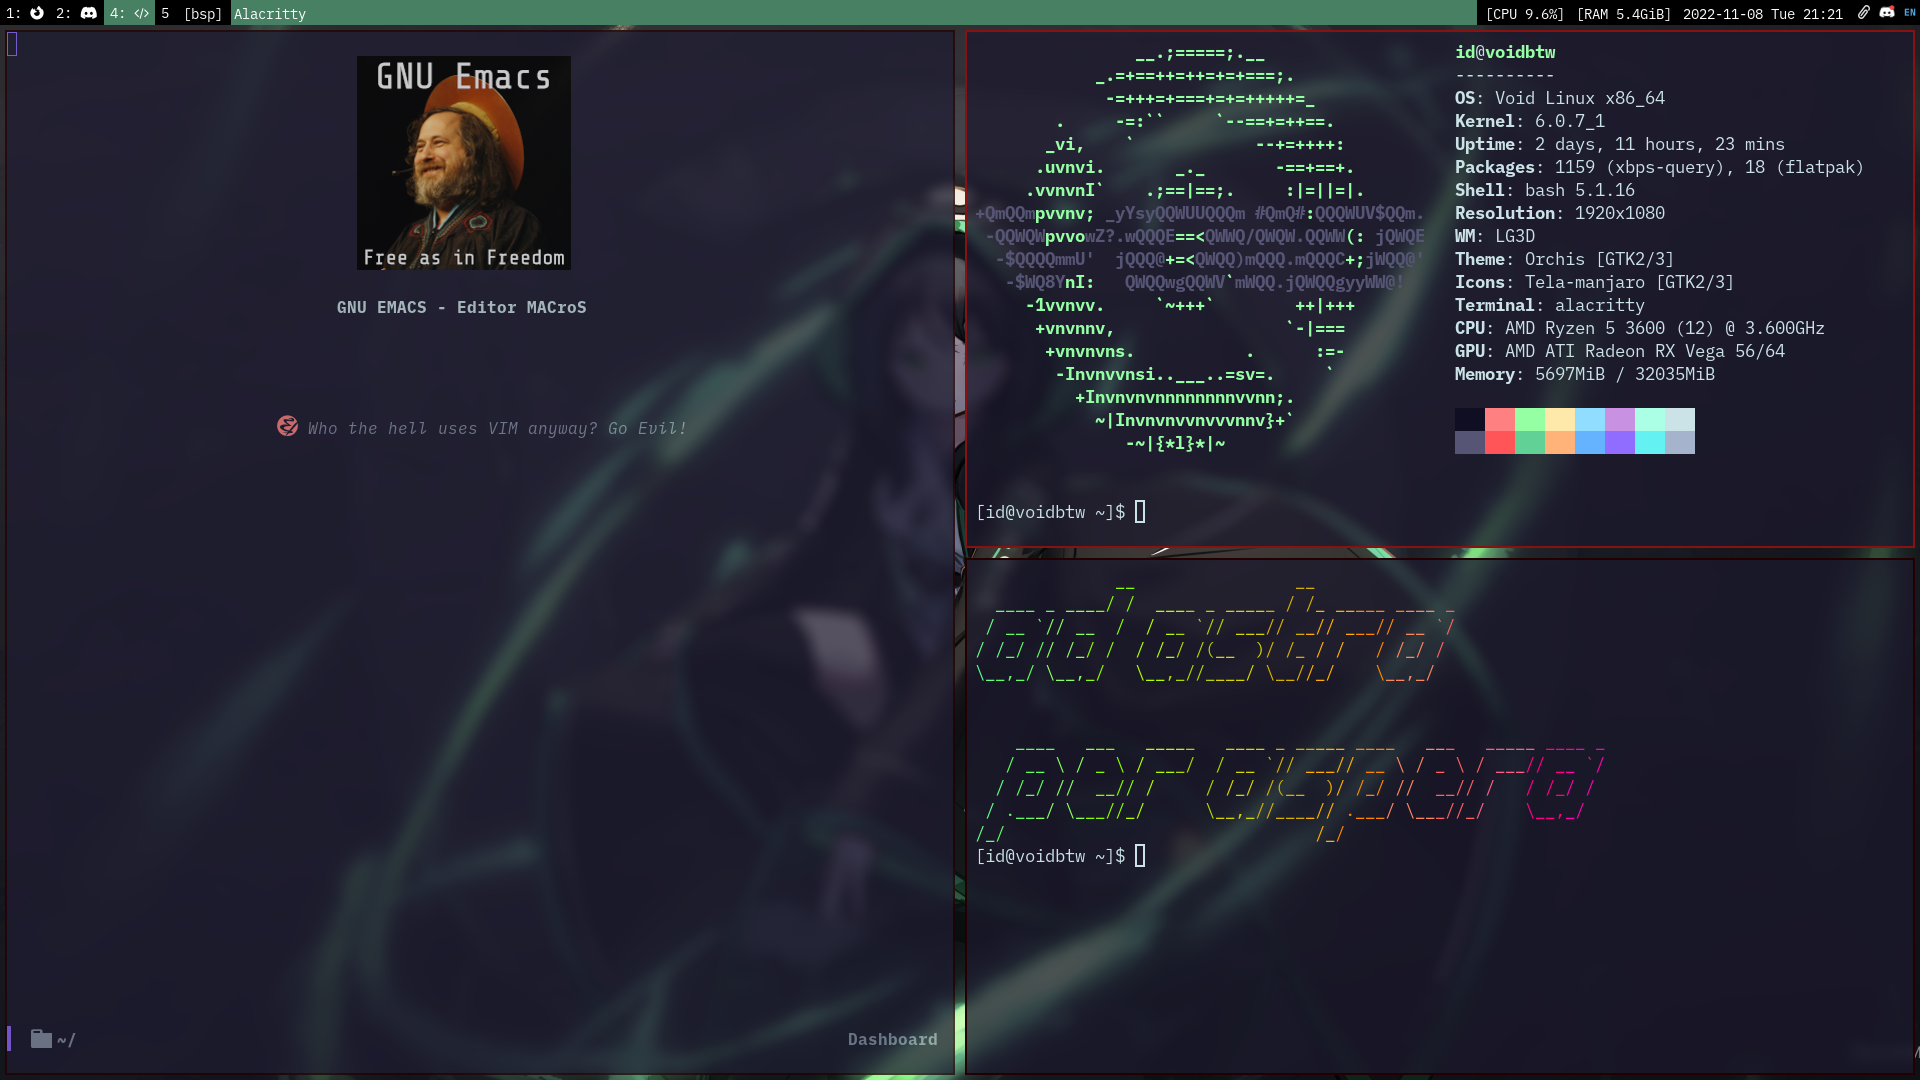 1: 2: 4: </> 5 [bsp] Alacritty [CPU 9.6%] [RAM 5.4GiB] 2022-11-08 Tue 21:21 EN
GNU Emacs
Free as in Freedom
GNU EMACS - Editor MACroS
Who the hell uses VIM anyway? Go Evil!
~/ Dashboard
id@voidbtw
----------
OS: Void Linux x86_64
Kernel: 6.0.7_1
Uptime: 2 days, 11 hours, 23 mins
Packages: 1159 (xbps-query), 18 (flatpak)
Shell: bash 5.1.16
Resolution: 1920x1080
WM: LG3D
Theme: Orchis [GTK2/3]
Icons: Tela-manjaro [GTK2/3]
Terminal: alacritty
CPU: AMD Ryzen 5 3600 (12) @ 3.600GHz
GPU: AMD ATI Radeon RX Vega 56/64
Memory: 5697MiB / 32035MiB
[id@voidbtw ~]$
ad astra
per aspera
[id@voidbtw ~]$